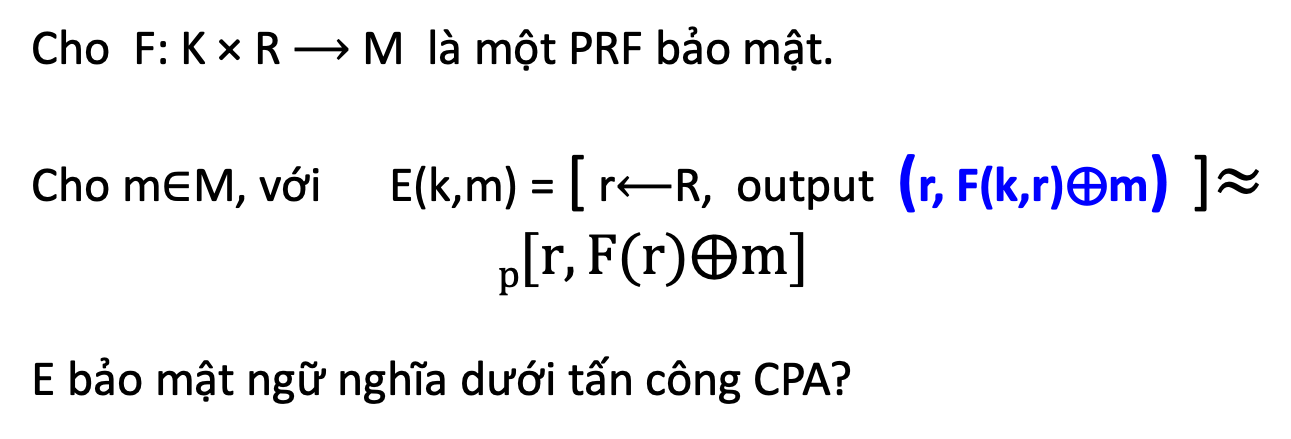 Cho F: K × R ⟶ M là một PRF bảo mật.
Cho m∈M, với E(k,m) = [ r⟵R, output (r, F(k,r)⊕m) ]≈
p[r, F(r)⊕m]
E bảo mật ngữ nghĩa dưới tấn công CPA?